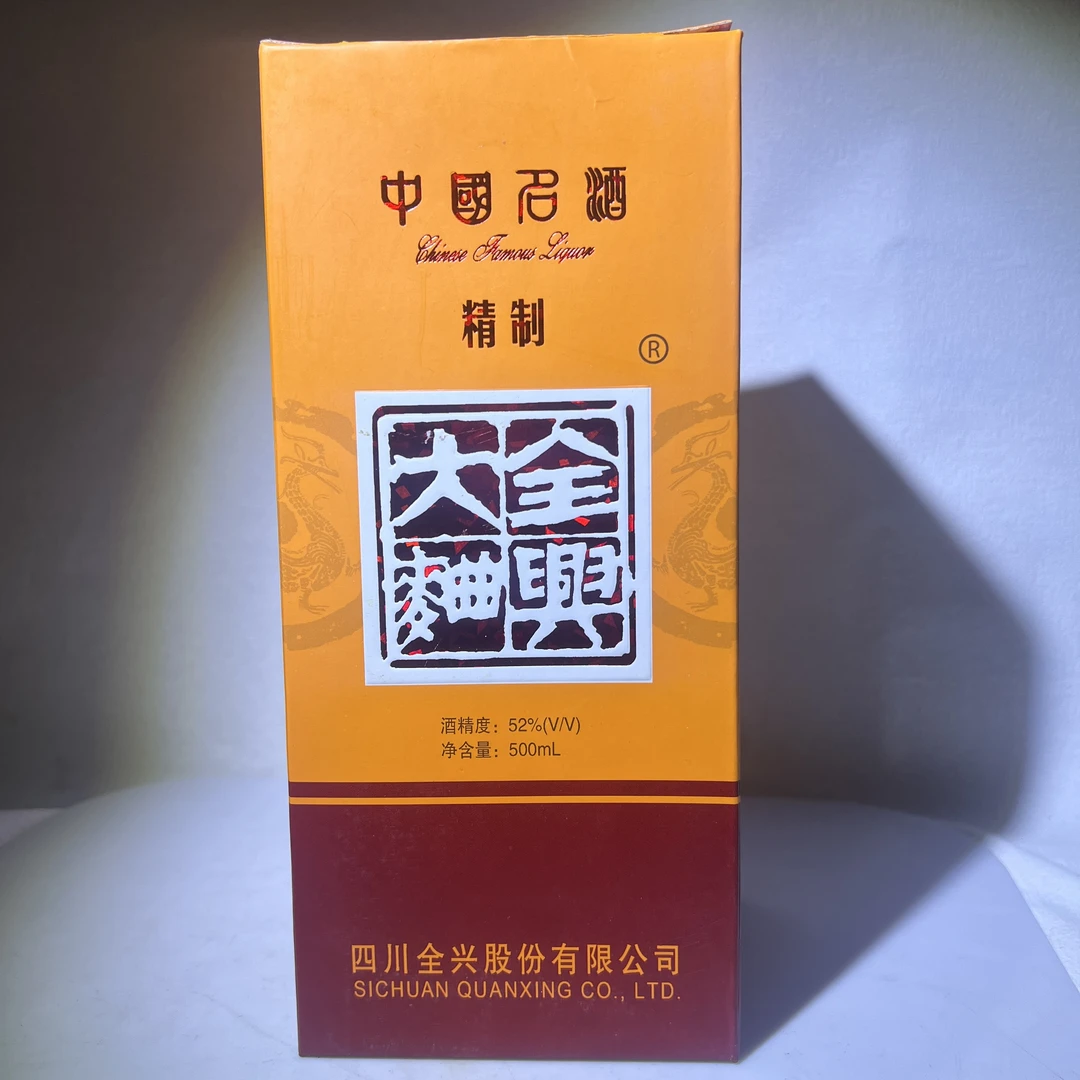 中國名酒
Chinese Famous Liquor
精制
®
全興大麯
酒精度：52%(V/V)
净含量：500mL
四川全兴股份有限公司
SICHUAN QUANXING CO., LTD.